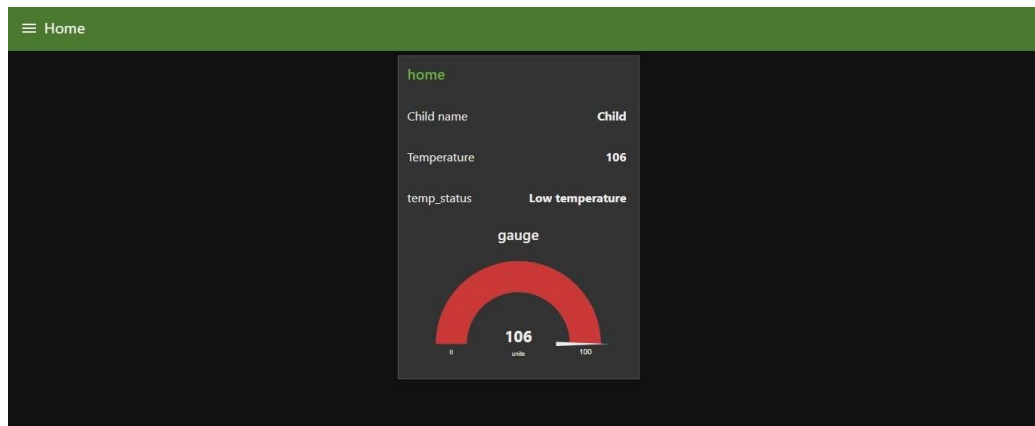 Home
home
Child name Child
Temperature 106
temp_status Low temperature
gauge
106
0 units 100